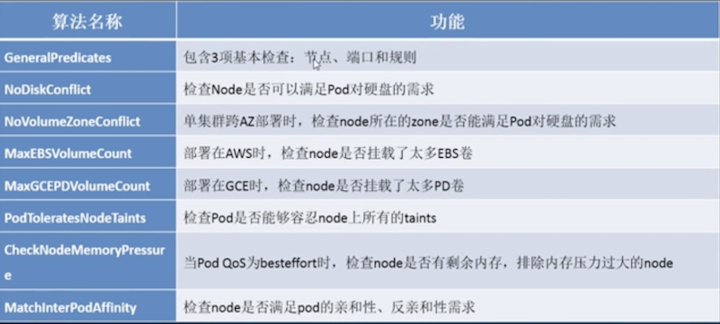 算法名称 功能
GeneralPredicates 包含3项基本检查：节点、端口和规则
NoDiskConflict 检查Node是否可以满足Pod对硬盘的需求
NoVolumeZoneConflict 单集群跨AZ部署时，检查node所在的zone是否能满足Pod对硬盘的需求
MaxEBSVolumeCount 部署在AWS时，检查node是否挂载了太多EBS卷
MaxGCEPDVolumeCount 部署在GCE时，检查node是否挂载了太多PD卷
PodToleratesNodeTaints 检查Pod是否能够容忍node上所有的taints
CheckNodeMemoryPressur
e
当Pod QoS为besteffort时，检查node是否有剩余内存，排除内存压力过大的node
MatchInterPodAffinity 检查node是否满足pod的亲和性、反亲和性需求